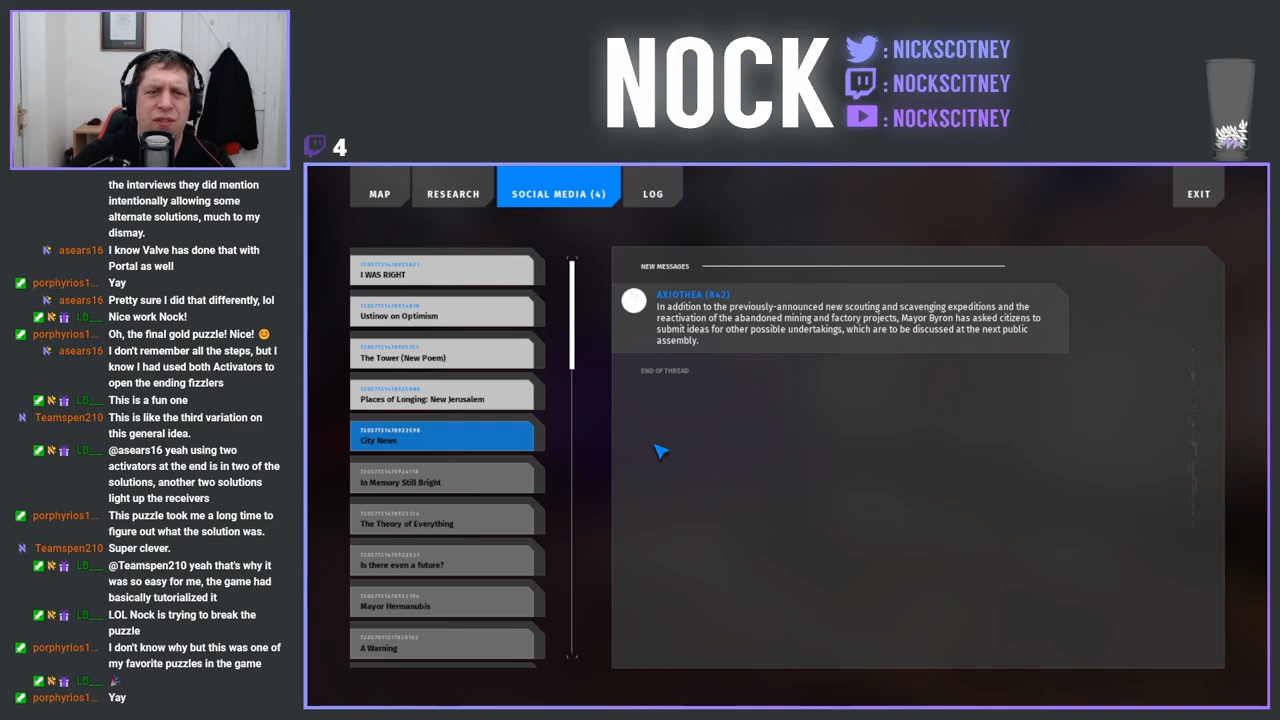 NOCK
: NICKSCOTNEY
: NOCKSCITNEY
: NOCKSCITNEY
4
the interviews they did mention
intentionally allowing some
alternate solutions, much to my
dismay.
asears16 I know Valve has done that with
Portal as well
porphyrios1... Yay
asears16 Pretty sure I did that differently, lol
LB__ Nice work Nock!
porphyrios1... Oh, the final gold puzzle! Nice! 😊
asears16 I don't remember all the steps, but I
know I had used both Activators to
open the ending fizzlers
LB__ This is a fun one
Teamspen210 This is like the third variation on
this general idea.
LB__ @asears16 yeah using two
activators at the end is in two of the
solutions, another two solutions
light up the receivers
porphyrios1... This puzzle took me a long time to
figure out what the solution was.
Teamspen210 Super clever.
LB__ @Teamspen210 yeah that's why it
was so easy for me, the game had
basically tutorialized it
LB__ LOL Nock is trying to break the
puzzle
porphyrios1... I don't know why but this was one of
my favorite puzzles in the game
LB__ 🎉
porphyrios1... Yay
MAP
RESEARCH
SOCIAL MEDIA (4)
LOG
EXIT
I WAS RIGHT
Ustinov on Optimism
The Tower (New Poem)
Places of Longing: New Jerusalem
City News
In Memory Still Bright
The Theory of Everything
Is there even a future?
Mayor Hermanubis
A Warning
NEW MESSAGES
AXIOTHEA (842)
In addition to the previously-announced new scouting and scavenging expeditions and the
reactivation of the abandoned mining and factory projects, Mayor Byron has asked citizens to
submit ideas for other possible undertakings, which are to be discussed at the next public
assembly.
END OF THREAD